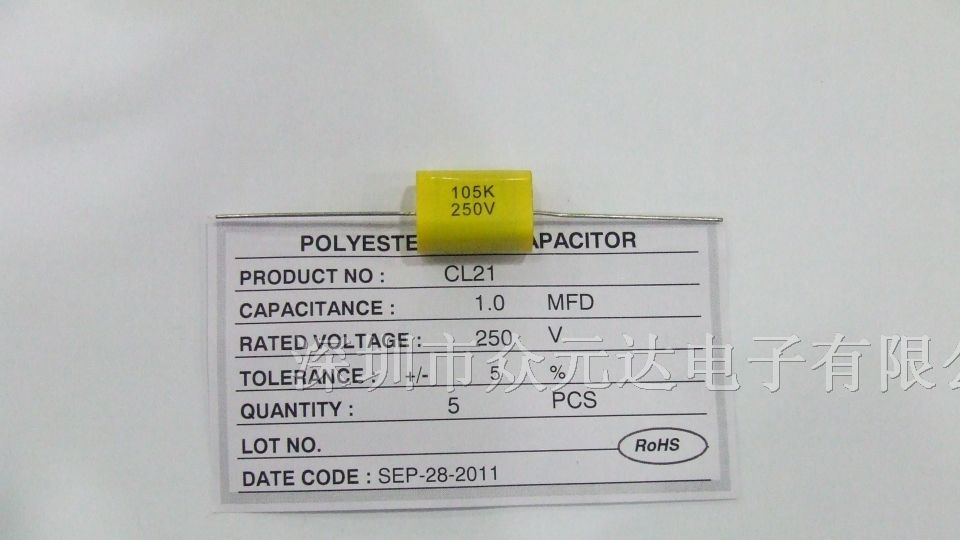 105K
250V
POLYESTE APACITOR
PRODUCT NO : CL21
CAPACITANCE : 1.0 MFD
RATED VOLTAGE : 250 V
深圳市众元达电子有限公
TOLERANCE : +/- 5 %
QUANTITY : 5 PCS
LOT NO.
RoHS
DATE CODE : SEP-28-2011